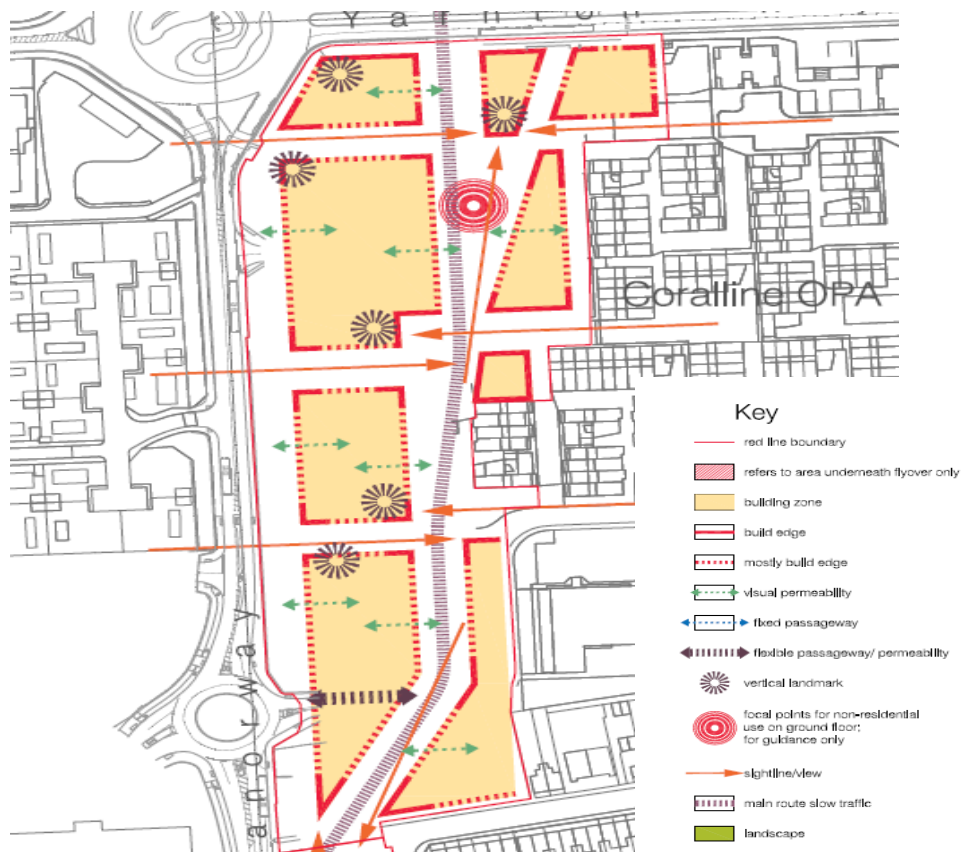 Y a r n t o n
Coralline OPA
Key
red line boundary
refers to area underneath flyover only
building zone
build edge
mostly build edge
visual permeability
fixed passageway
flexible passageway/ permeability
vertical landmark
focal points for non-residential
use on ground floor;
for guidance only
sightline/view
main route slow traffic
landscape
a n o r w a y